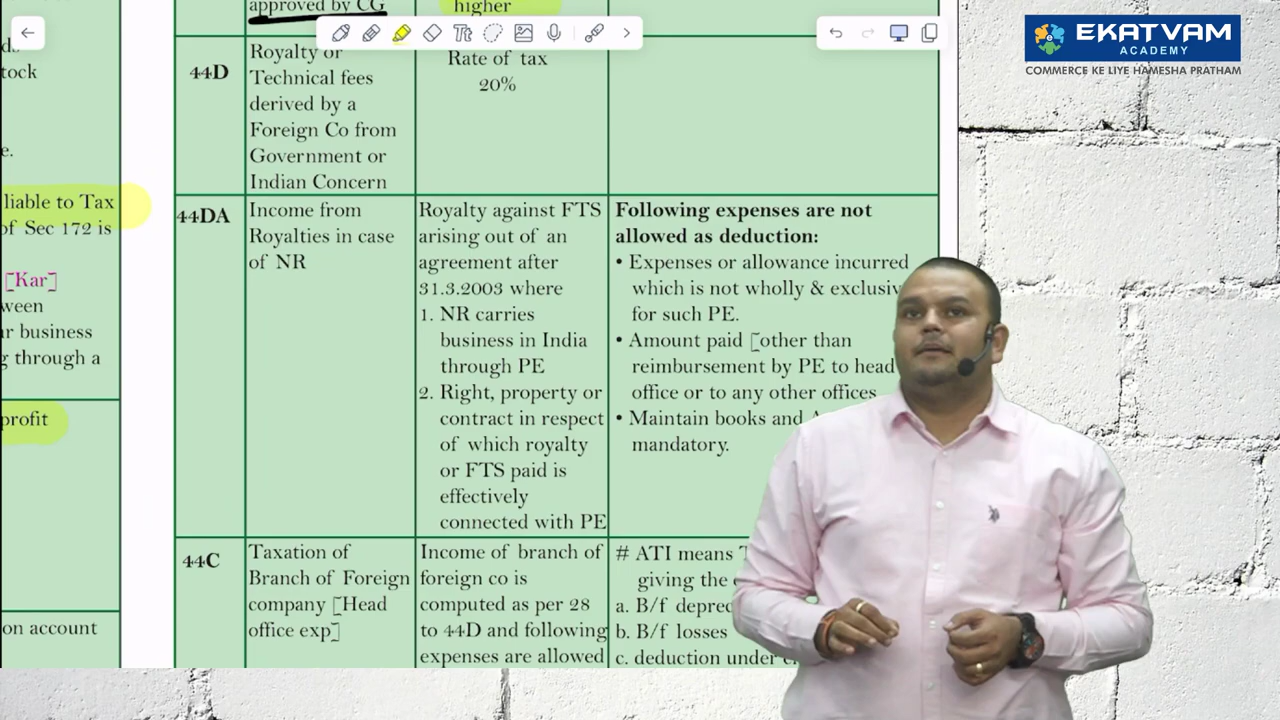 EKATVAM
ACADEMY
COMMERCE KE LIYE HAMESHA PRATHAM
tock
e.
liable to Tax
of Sec 172 is
[Kar]
ween
ir business
g through a
profit
on account
approved by CG
higher
44D
Royalty or
Technical fees
derived by a
Foreign Co from
Government or
Indian Concern
Rate of tax
20%
44DA
Income from
Royalties in case
of NR
Royalty against FTS
arising out of an
agreement after
31.3.2003 where
1. NR carries
business in India
through PE
2. Right, property or
contract in respect
of which royalty
or FTS paid is
effectively
connected with PE
Following expenses are not
allowed as deduction:
• Expenses or allowance incurred
which is not wholly & exclusiv
for such PE.
• Amount paid [other than
reimbursement by PE to head
office or to any other offices
• Maintain books and
mandatory.
44C
Taxation of
Branch of Foreign
company [Head
office exp]
Income of branch of
foreign co is
computed as per 28
to 44D and following
expenses are allowed
# ATI means
giving the
a. B/f deprec
b. B/f losses
c. deduction under